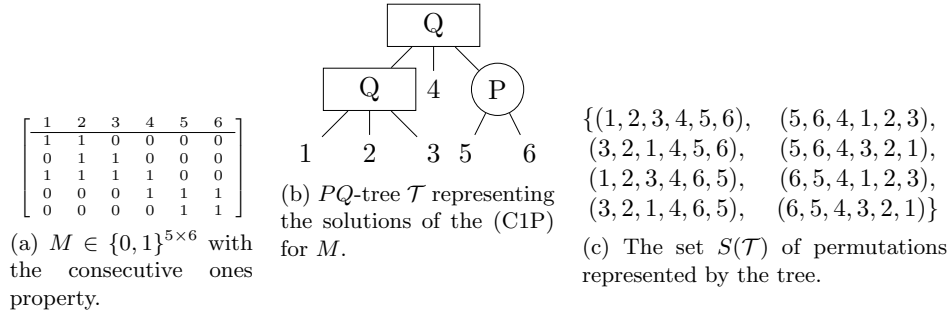 1 2 3 4 5 6
1 1 0 0 0 0
0 1 1 0 0 0
1 1 1 1 0 0
0 0 0 1 1 1
0 0 0 0 1 1
(a) M ∈ {0, 1}^{5×6} with
the consecutive ones
property.
Q
Q 4 P
1 2 3 5 6
(b) PQ-tree 𝒯 representing
the solutions of the (C1P)
for M.
{(1, 2, 3, 4, 5, 6), (5, 6, 4, 1, 2, 3),
(3, 2, 1, 4, 5, 6), (5, 6, 4, 3, 2, 1),
(1, 2, 3, 4, 6, 5), (6, 5, 4, 1, 2, 3),
(3, 2, 1, 4, 6, 5), (6, 5, 4, 3, 2, 1)}
(c) The set S(𝒯) of permutations
represented by the tree.